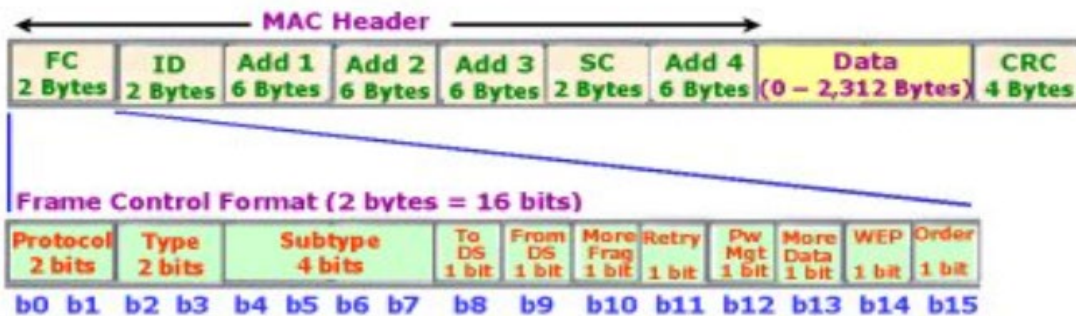 MAC Header
FC ID Add 1 Add 2 Add 3 SC Add 4 Data CRC
2 Bytes 2 Bytes 6 Bytes 6 Bytes 6 Bytes 2 Bytes 6 Bytes (0 – 2,312 Bytes) 4 Bytes
Frame Control Format (2 bytes = 16 bits)
Protocol Type Subtype To DS From DS More Frag Retry Pw Mgt More Data WEP Order
2 bits 2 bits 4 bits 1 bit 1 bit 1 bit 1 bit 1 bit 1 bit 1 bit 1 bit
b0 b1 b2 b3 b4 b5 b6 b7 b8 b9 b10 b11 b12 b13 b14 b15